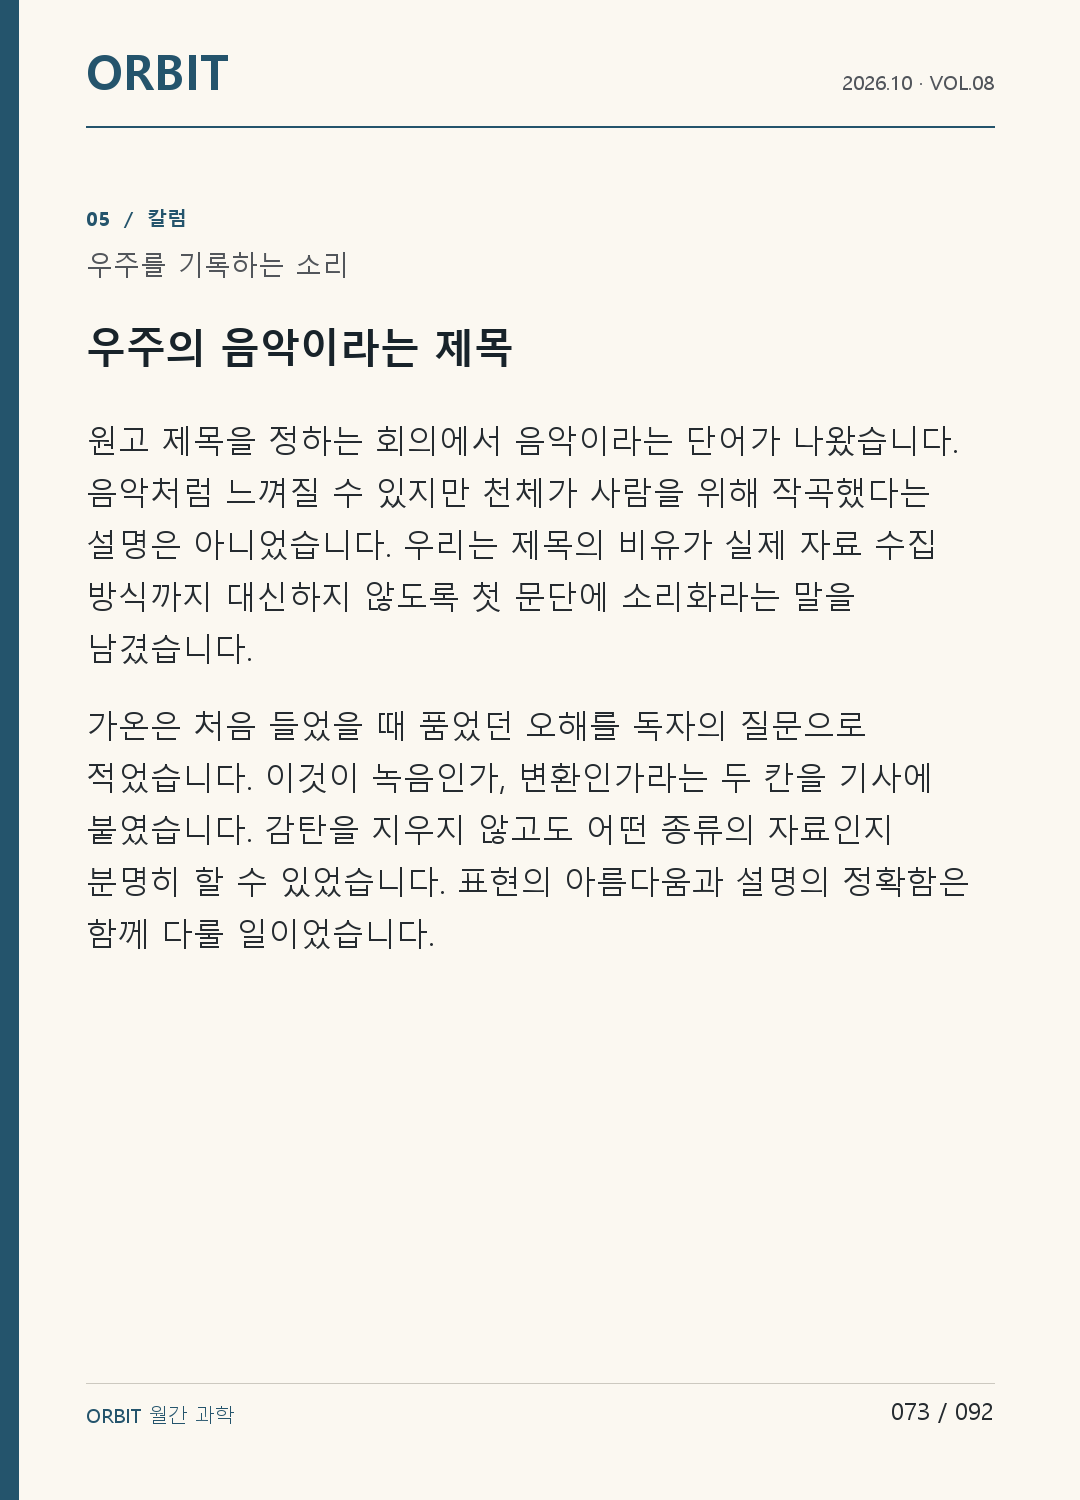 ORBIT
2026.10 · VOL.08
05 / 칼럼
우주를 기록하는 소리
우주의 음악이라는 제목
원고 제목을 정하는 회의에서 음악이라는 단어가 나왔습니다.
음악처럼 느껴질 수 있지만 천체가 사람을 위해 작곡했다는
설명은 아니었습니다. 우리는 제목의 비유가 실제 자료 수집
방식까지 대신하지 않도록 첫 문단에 소리화라는 말을
남겼습니다.
가온은 처음 들었을 때 품었던 오해를 독자의 질문으로
적었습니다. 이것이 녹음인가, 변환인가라는 두 칸을 기사에
붙였습니다. 감탄을 지우지 않고도 어떤 종류의 자료인지
분명히 할 수 있었습니다. 표현의 아름다움과 설명의 정확함은
함께 다룰 일이었습니다.
ORBIT 월간 과학
073 / 092